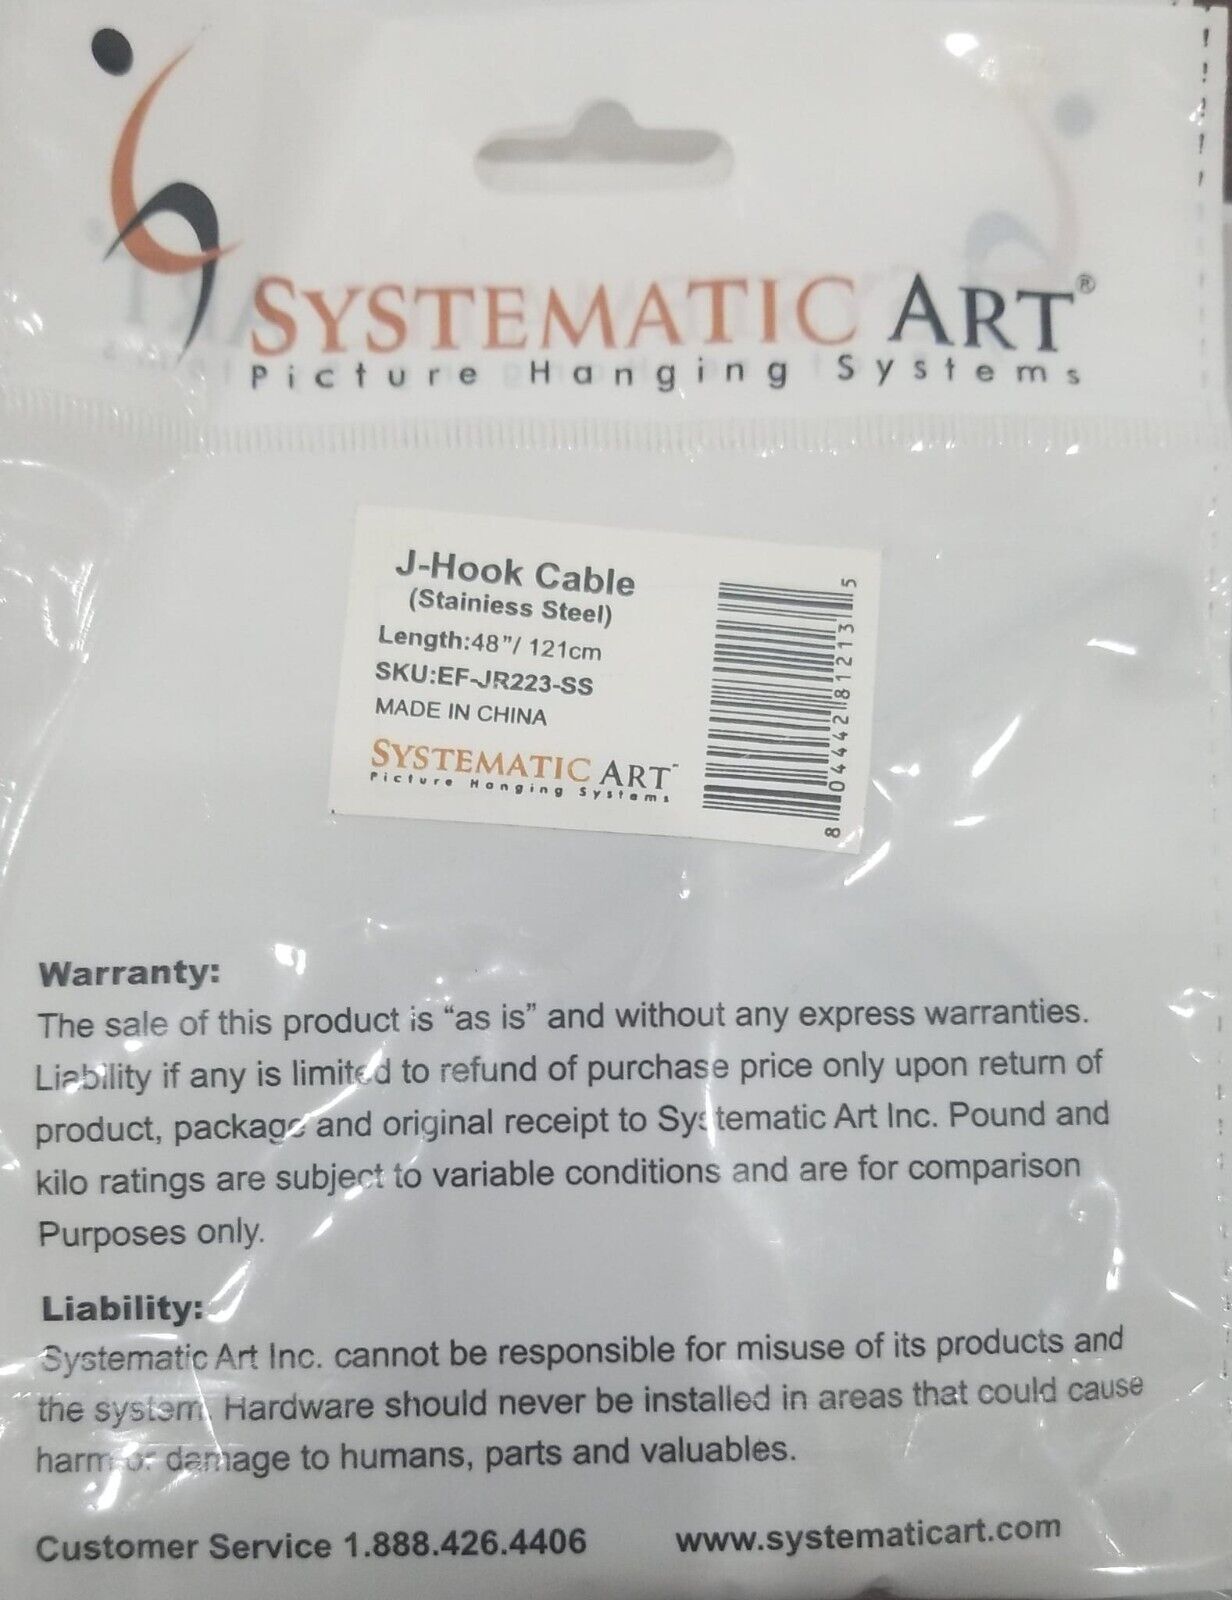 SYSTEMATIC ART®
Picture Hanging Systems
J-Hook Cable
(Stainiess Steel)
Length:48”/ 121cm
SKU:EF-JR223-SS
MADE IN CHINA
SYSTEMATIC ART™
Picture Hanging Systems
8 04442 81213 5
Warranty:
The sale of this product is “as is” and without any express warranties.
Liability if any is limited to refund of purchase price only upon return of
product, package and original receipt to Systematic Art Inc. Pound and
kilo ratings are subject to variable conditions and are for comparison
Purposes only.
Liability:
Systematic Art Inc. cannot be responsible for misuse of its products and
the system. Hardware should never be installed in areas that could cause
harm or damage to humans, parts and valuables.
Customer Service 1.888.426.4406 www.systematicart.com